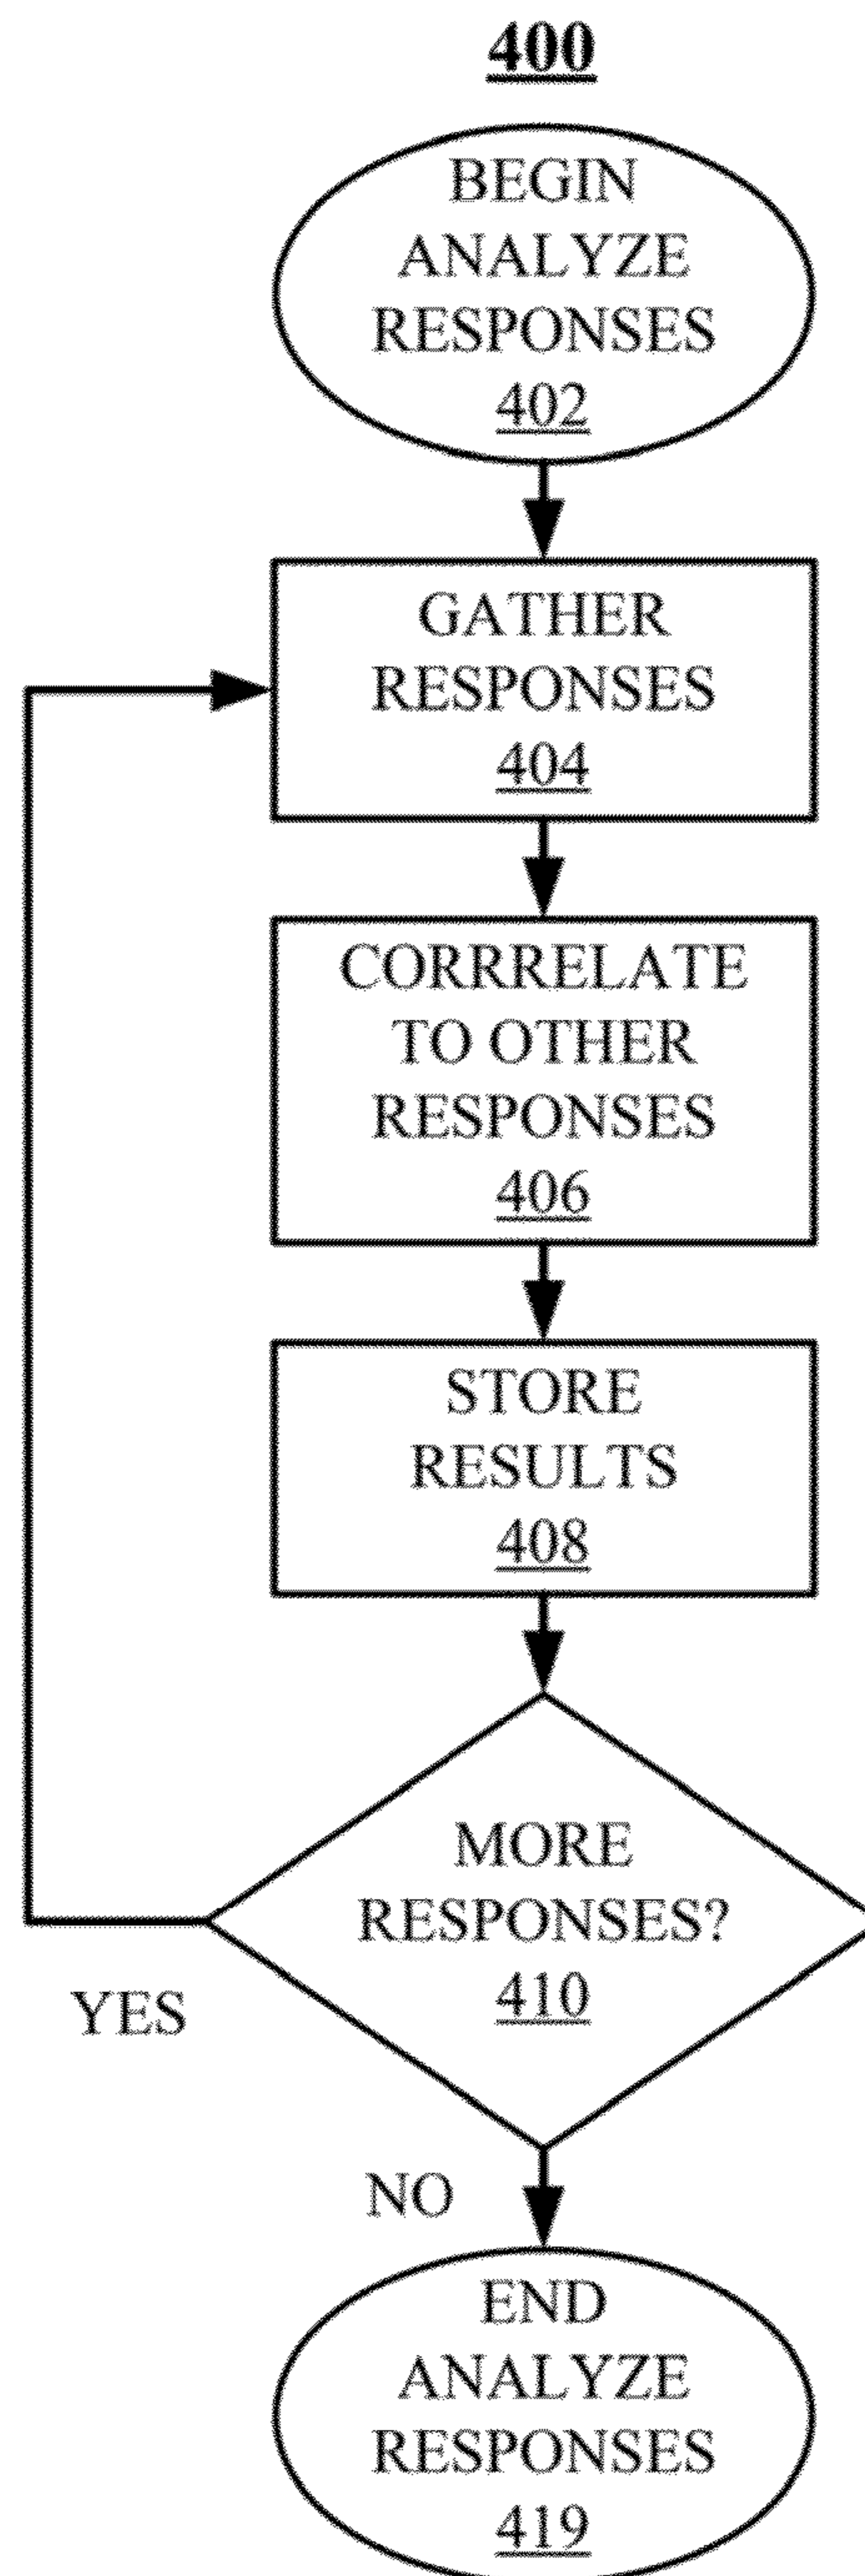 400
BEGIN
ANALYZE
RESPONSES
402
GATHER
RESPONSES
404
CORRRELATE
TO OTHER
RESPONSES
406
STORE
RESULTS
408
MORE
RESPONSES?
410
YES
NO
END
ANALYZE
RESPONSES
419